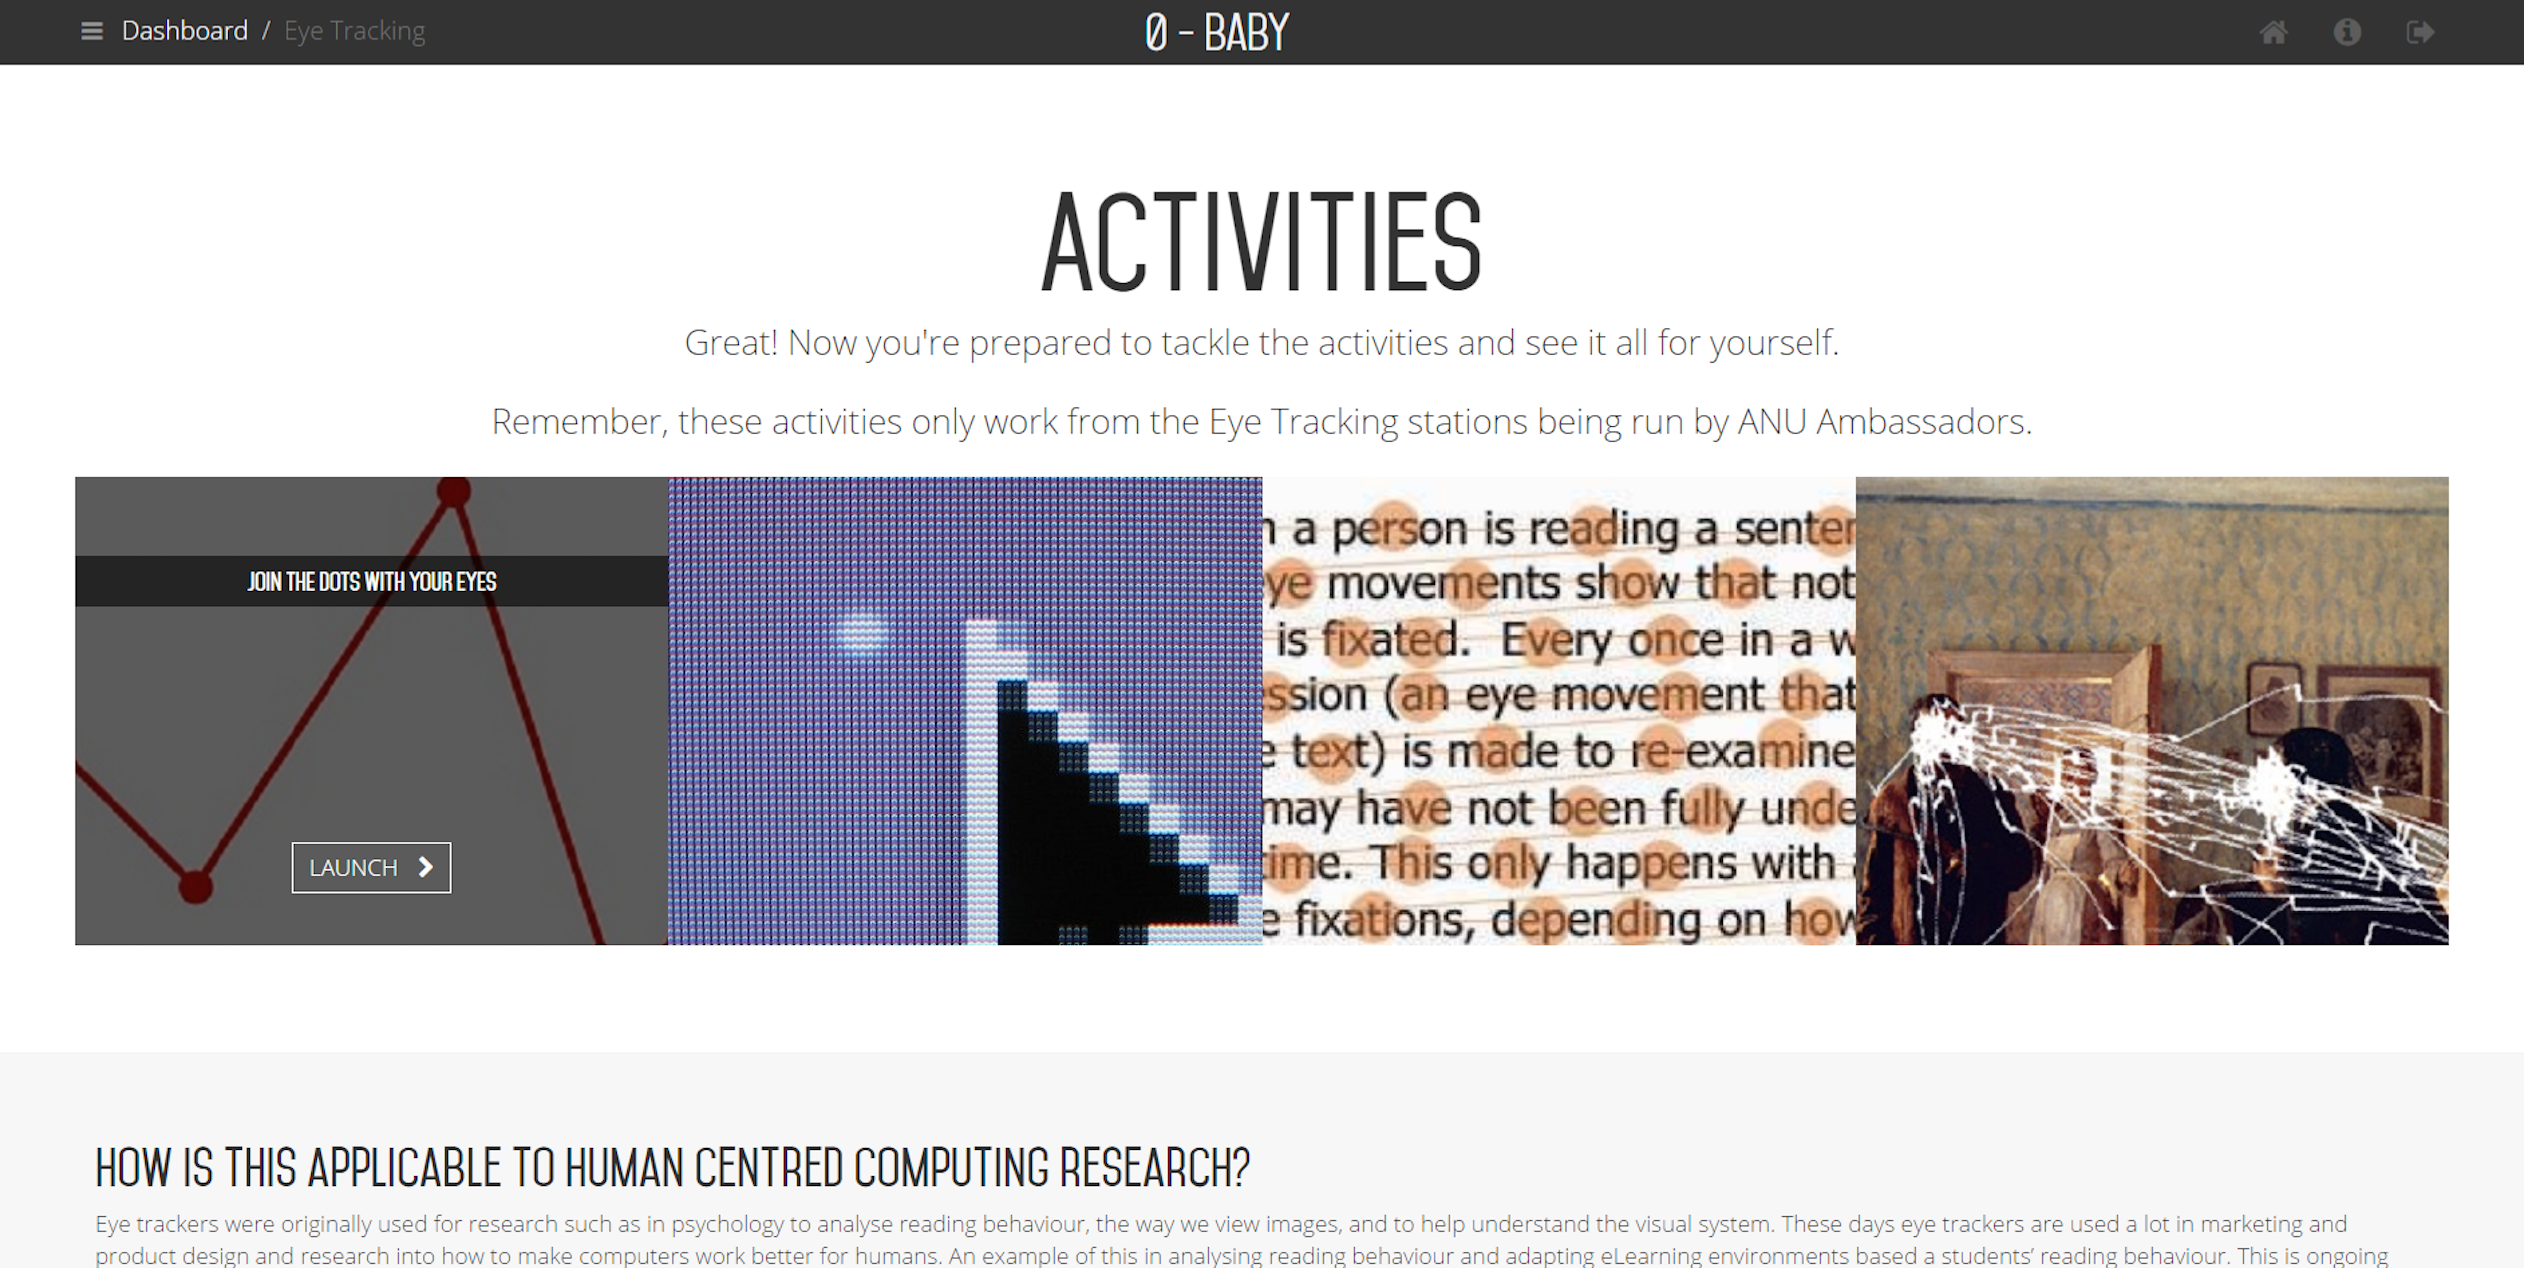 Dashboard / Eye Tracking
0 - BABY
ACTIVITIES
Great! Now you're prepared to tackle the activities and see it all for yourself.
Remember, these activities only work from the Eye Tracking stations being run by ANU Ambassadors.
JOIN THE DOTS WITH YOUR EYES
LAUNCH
a person is reading a senten
ye movements show that not
is fixated. Every once in a w
ssion (an eye movement that
e text) is made to re-examine
may have not been fully unde
ime. This only happens with
e fixations, depending on how
HOW IS THIS APPLICABLE TO HUMAN CENTRED COMPUTING RESEARCH?
Eye trackers were originally used for research such as in psychology to analyse reading behaviour, the way we view images, and to help understand the visual system. These days eye trackers are used a lot in marketing and
product design and research into how to make computers work better for humans. An example of this in analysing reading behaviour and adapting eLearning environments based a students' reading behaviour. This is ongoing